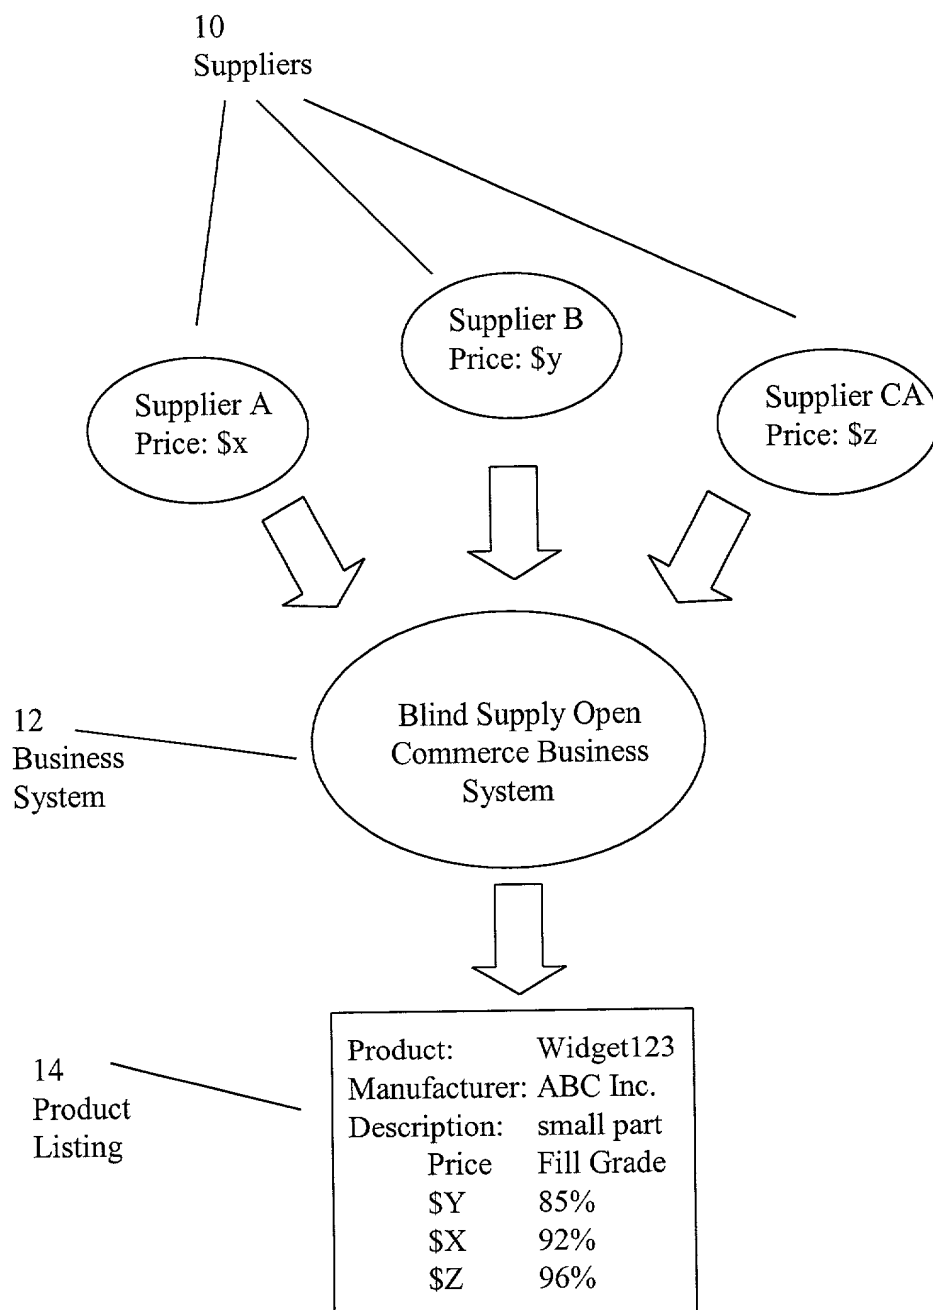 10
Suppliers
Supplier B
Price: $y
Supplier A
Price: $x
Supplier CA
Price: $z
12
Business
System
Blind Supply Open
Commerce Business
System
14
Product
Listing
Product: Widget123
Manufacturer: ABC Inc.
Description: small part
Price Fill Grade
$Y 85%
$X 92%
$Z 96%